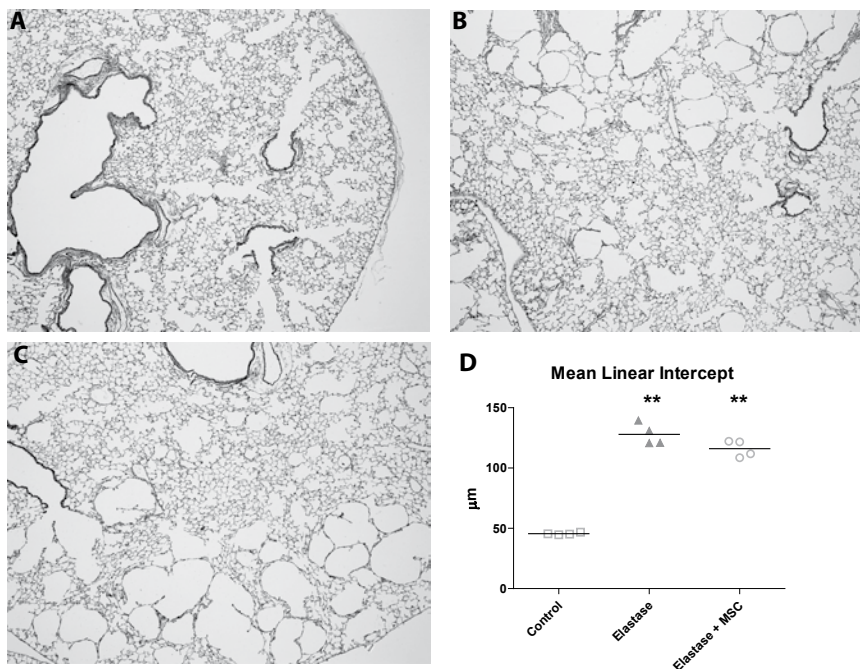 A
B
C
D
Mean Linear Intercept
**
**
150
100
50
0
μm
Control
Elastase
Elastase + MSC